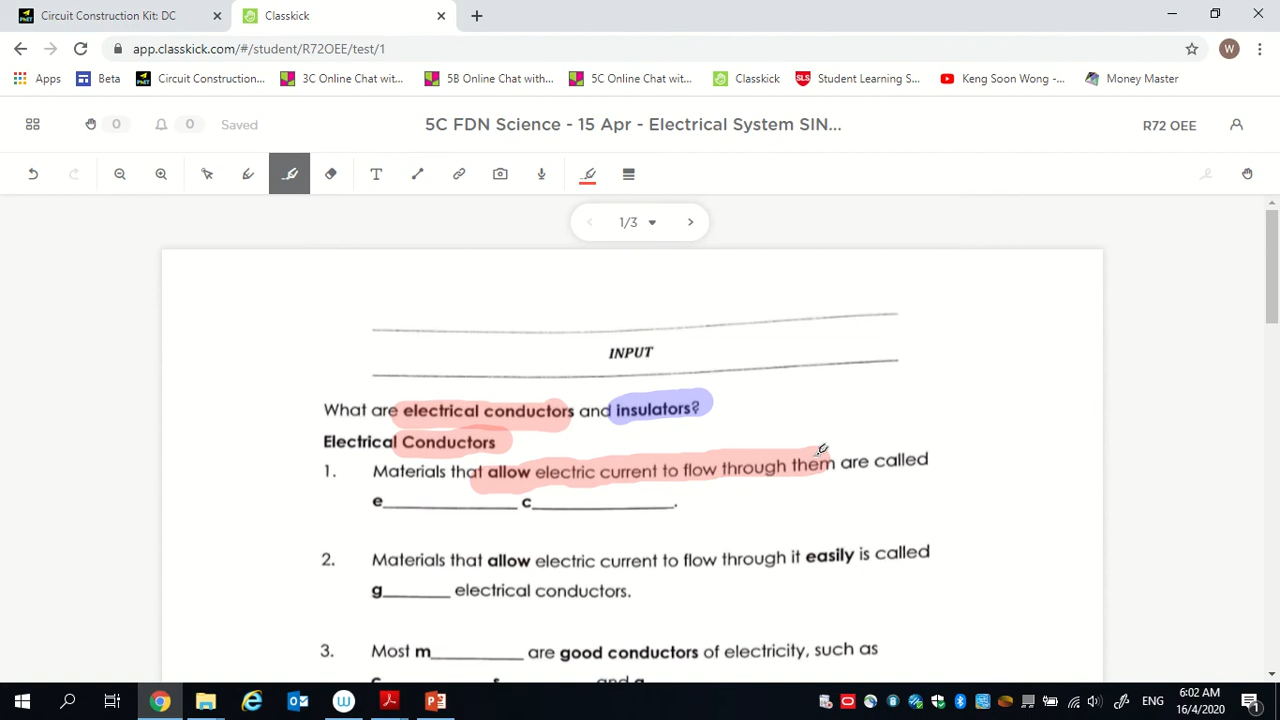 Circuit Construction Kit: DC
Classkick
app.classkick.com/#/student/R72OEE/test/1
W
Apps
Beta
Circuit Construction...
3C Online Chat wit...
5B Online Chat with...
5C Online Chat wit...
Classkick
Student Learning S...
Keng Soon Wong -...
Money Master
0
0
Saved
5C FDN Science - 15 Apr - Electrical System SIN...
R72 OEE
1/3
INPUT
What are electrical conductors and insulators?
Electrical Conductors
1. Materials that allow electric current to flow through them are called
e______________ c_______________.
2. Materials that allow electric current to flow through it easily is called
g_______ electrical conductors.
3. Most m__________ are good conductors of electricity, such as
ENG
6:02 AM
16/4/2020
1